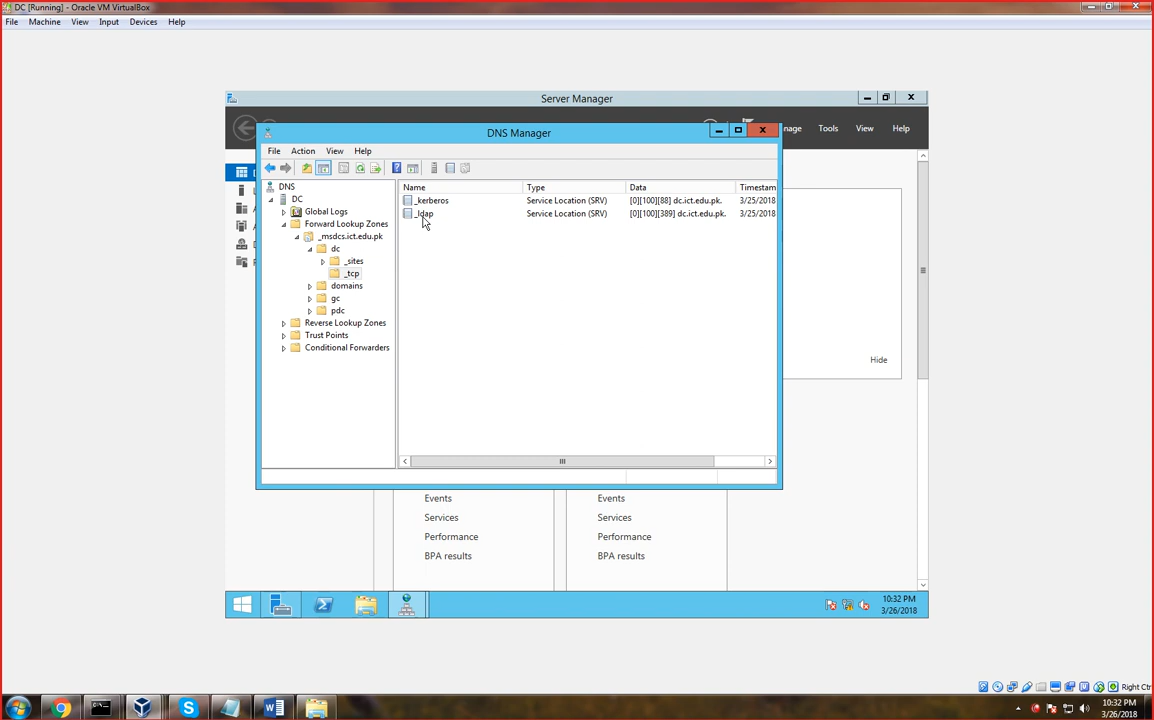 DC [Running] - Oracle VM VirtualBox
File Machine View Input Devices Help
Server Manager
DNS Manager
nage Tools View Help
File Action View Help
DNS
DC
Global Logs
Forward Lookup Zones
_msdcs.ict.edu.pk
dc
_sites
_tcp
domains
gc
pdc
Reverse Lookup Zones
Trust Points
Conditional Forwarders
Name Type Data Timestam
_kerberos Service Location (SRV) [0][100][88] dc.ict.edu.pk. 3/25/2018
_ldap Service Location (SRV) [0][100][389] dc.ict.edu.pk. 3/25/2018
Hide
Events Events
Services Services
Performance Performance
BPA results BPA results
10:32 PM
3/26/2018
Right Ctr
10:32 PM
3/26/2018